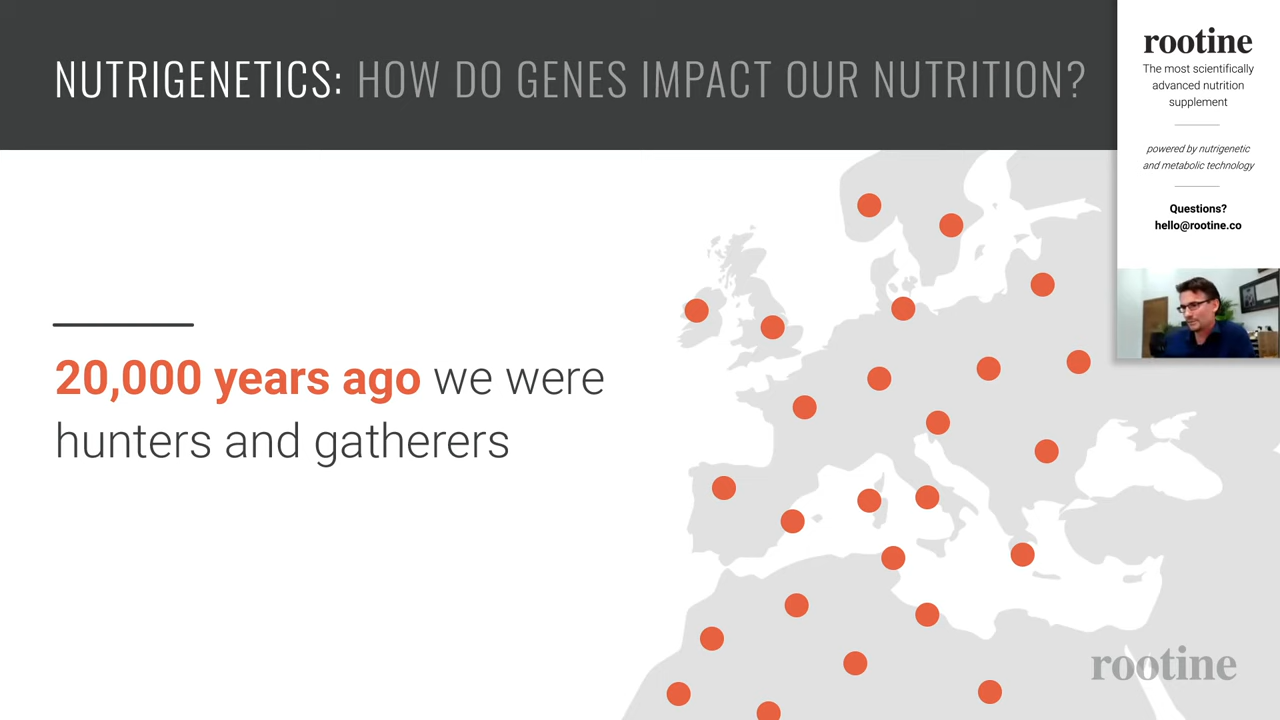 NUTRIGENETICS: HOW DO GENES IMPACT OUR NUTRITION?
20,000 years ago we were
hunters and gatherers
rootine
The most scientifically
advanced nutrition
supplement
powered by nutrigenetic
and metabolic technology
Questions?
hello@rootine.co
rootine